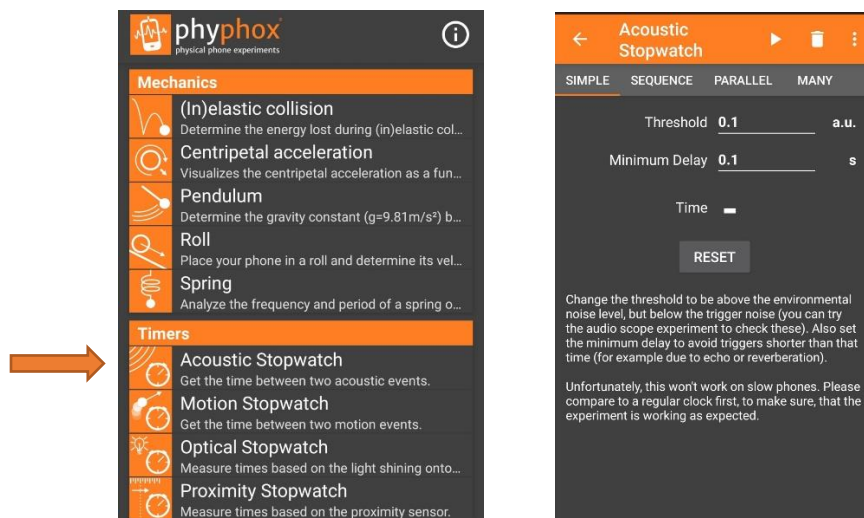 phyphox
physical phone experiments
Mechanics
(In)elastic collision
Determine the energy lost during (in)elastic col...
Centripetal acceleration
Visualizes the centripetal acceleration as a fun...
Pendulum
Determine the gravity constant (g=9.81m/s²) b...
Roll
Place your phone in a roll and determine its vel...
Spring
Analyze the frequency and period of a spring o...
Timers
Acoustic Stopwatch
Get the time between two acoustic events.
Motion Stopwatch
Get the time between two motion events.
Optical Stopwatch
Measure times based on the light shining onto...
Proximity Stopwatch
Measure times based on the proximity sensor.
Acoustic
Stopwatch
SIMPLE SEQUENCE PARALLEL MANY
Threshold 0.1 a.u.
Minimum Delay 0.1 s
Time -
RESET
Change the threshold to be above the environmental
noise level, but below the trigger noise (you can try
the audio scope experiment to check these). Also set
the minimum delay to avoid triggers shorter than that
time (for example due to echo or reverberation).
Unfortunately, this won't work on slow phones. Please
compare to a regular clock first, to make sure, that the
experiment is working as expected.